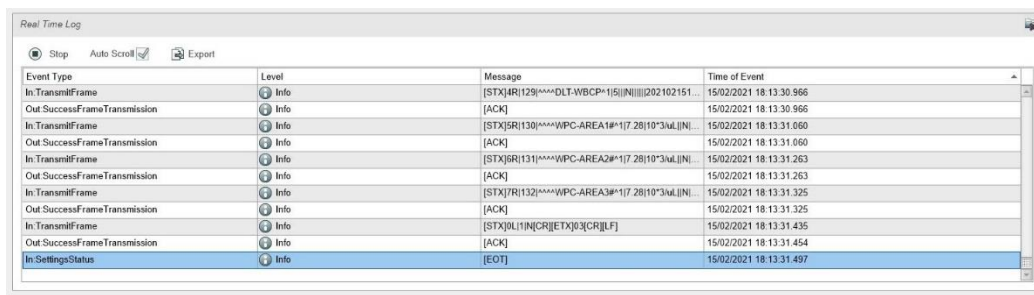 Real Time Log
Stop Auto Scroll Export
Event Type Level Message Time of Event
In:TransmitFrame Info [STX]4R|129|^^^^DLT-WBCP^1|5|||N||||||202102151... 15/02/2021 18:13:30.966
Out:SuccessFrameTransmission Info [ACK] 15/02/2021 18:13:30.966
In:TransmitFrame Info [STX]5R|130|^^^^WPC-AREA1#^1|7.28|10*3/uL||N|... 15/02/2021 18:13:31.060
Out:SuccessFrameTransmission Info [ACK] 15/02/2021 18:13:31.060
In:TransmitFrame Info [STX]6R|131|^^^^WPC-AREA2#^1|7.28|10*3/uL||N|... 15/02/2021 18:13:31.263
Out:SuccessFrameTransmission Info [ACK] 15/02/2021 18:13:31.263
In:TransmitFrame Info [STX]7R|132|^^^^WPC-AREA3#^1|7.28|10*3/uL||N|... 15/02/2021 18:13:31.325
Out:SuccessFrameTransmission Info [ACK] 15/02/2021 18:13:31.325
In:TransmitFrame Info [STX]0L|1|N[CR][ETX]03[CR][LF] 15/02/2021 18:13:31.435
Out:SuccessFrameTransmission Info [ACK] 15/02/2021 18:13:31.454
In:SettingsStatus Info [EOT] 15/02/2021 18:13:31.497